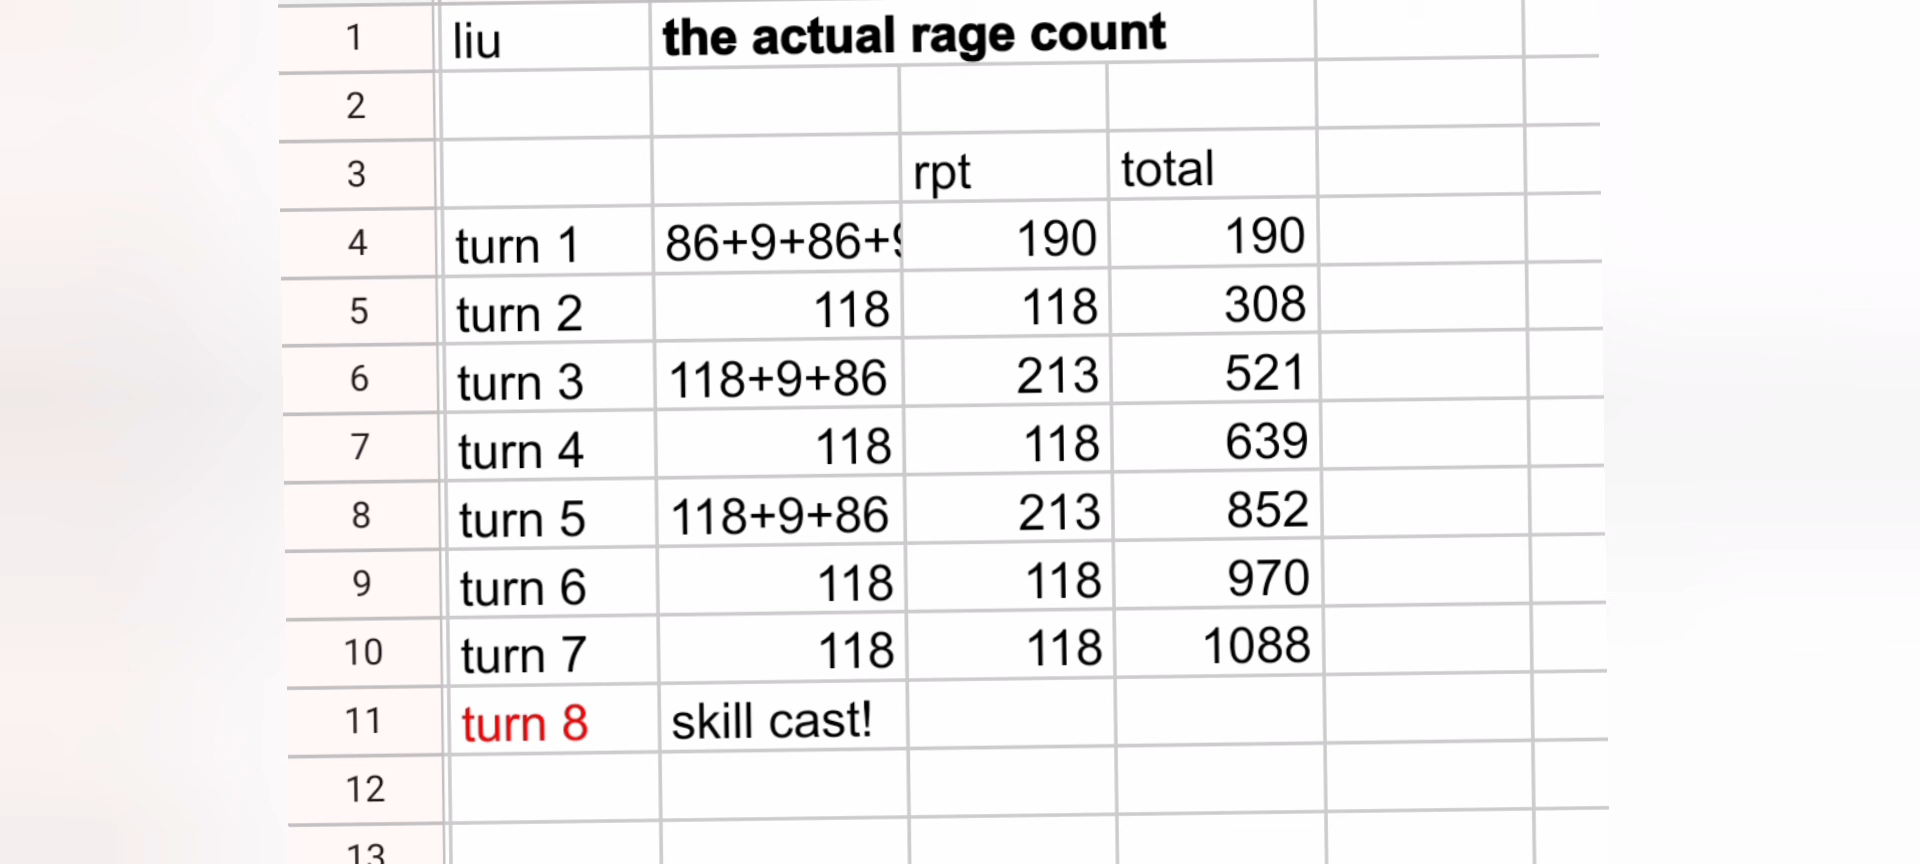 1 liu the actual rage count
2
3 rpt total
4 turn 1 86+9+86+9 190 190
5 turn 2 118 118 308
6 turn 3 118+9+86 213 521
7 turn 4 118 118 639
8 turn 5 118+9+86 213 852
9 turn 6 118 118 970
10 turn 7 118 118 1088
11 turn 8 skill cast!
12
13